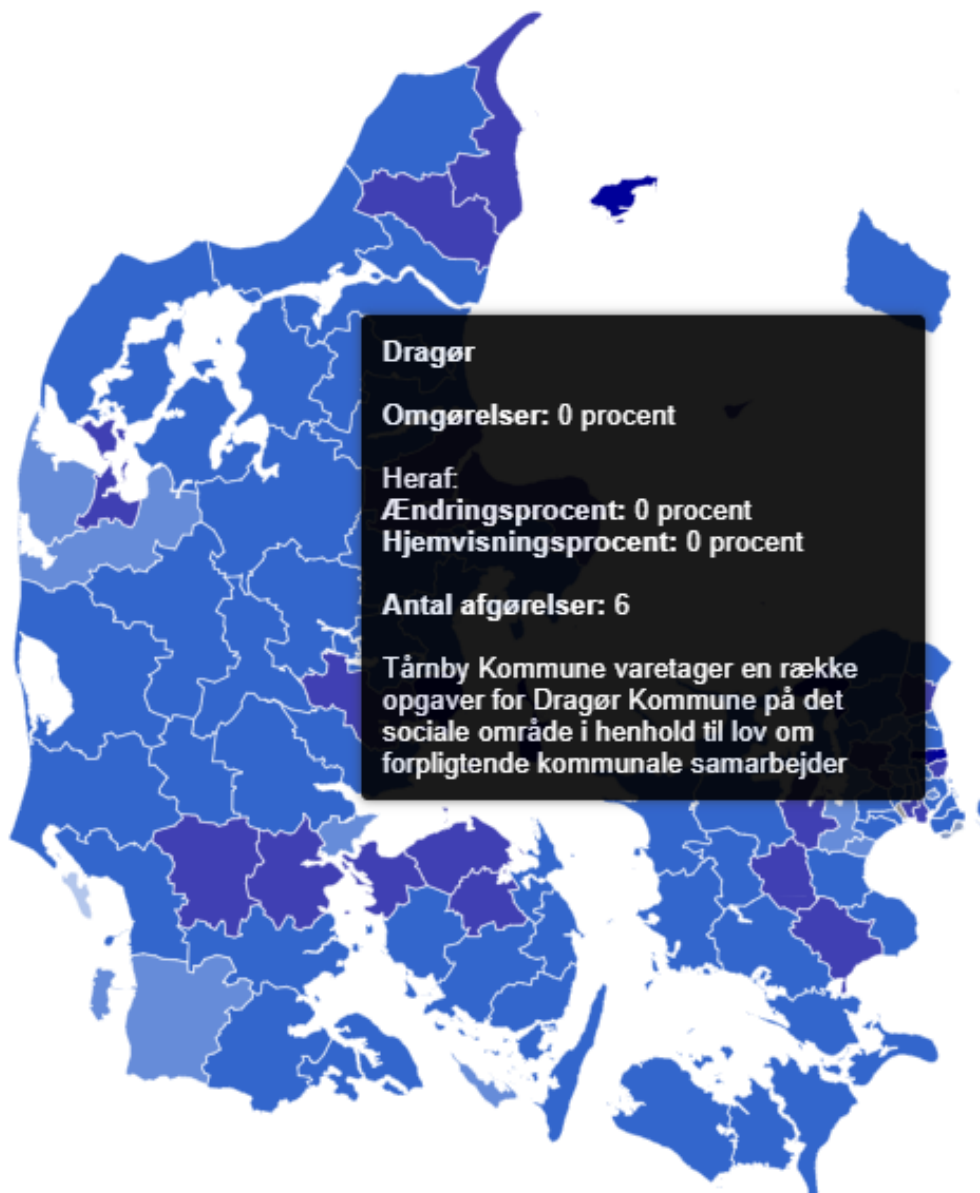 Dragør
Omgørelser: 0 procent
Heraf:
Ændringsprocent: 0 procent
Hjemvisningsprocent: 0 procent
Antal afgørelser: 6
Tårnby Kommune varetager en række
opgaver for Dragør Kommune på det
sociale område i henhold til lov om
forpligtende kommunale samarbejder